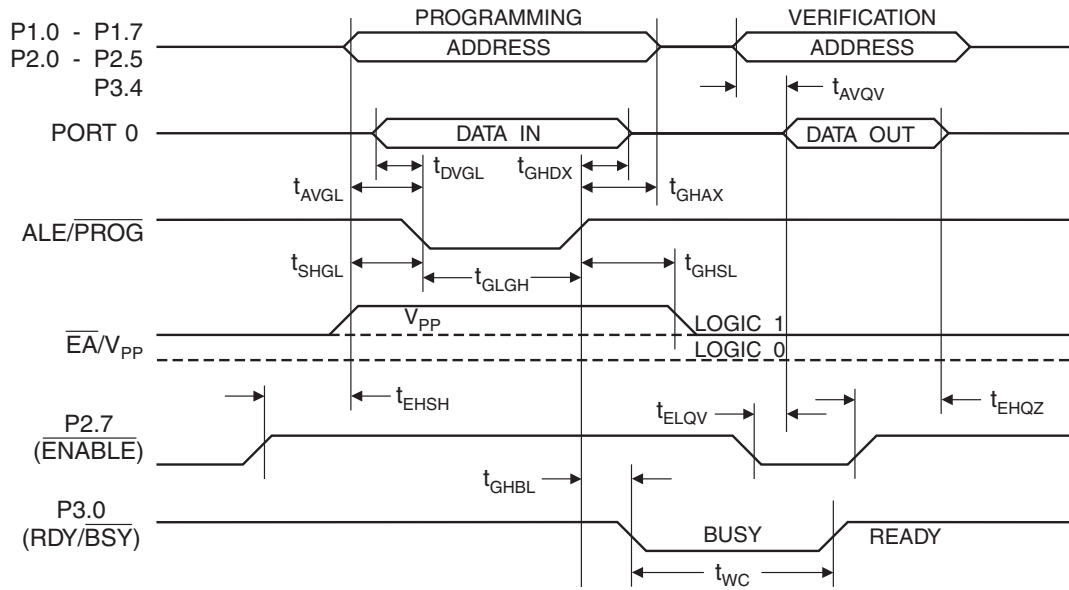 PROGRAMMING VERIFICATION
P1.0 - P1.7
P2.0 - P2.5
P3.4
ADDRESS ADDRESS
tAVQV
PORT 0
DATA IN DATA OUT
tDVGL tGHDX
tAVGL tGHAX
ALE/PROG
tSHGL tGLGH tGHSL
EA/VPP
VPP
LOGIC 1
LOGIC 0
tEHSH tELQV tEHQZ
P2.7
(ENABLE)
tGHBL
P3.0
(RDY/BSY)
BUSY READY
tWC